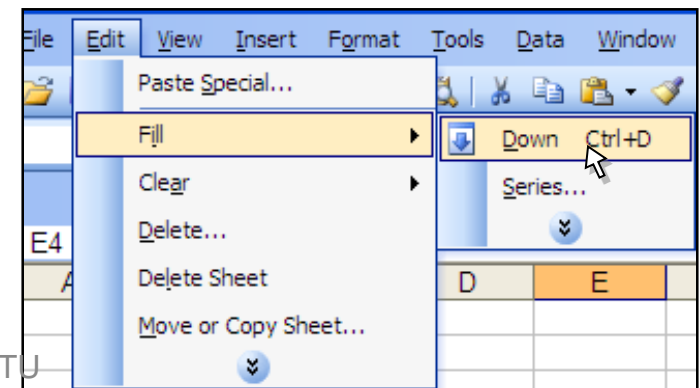 File Edit View Insert Format Tools Data Window
Paste Special...
Fill
Down Ctrl+D
Clear
Series...
Delete...
E4
Delete Sheet
D E
Move or Copy Sheet...
TU